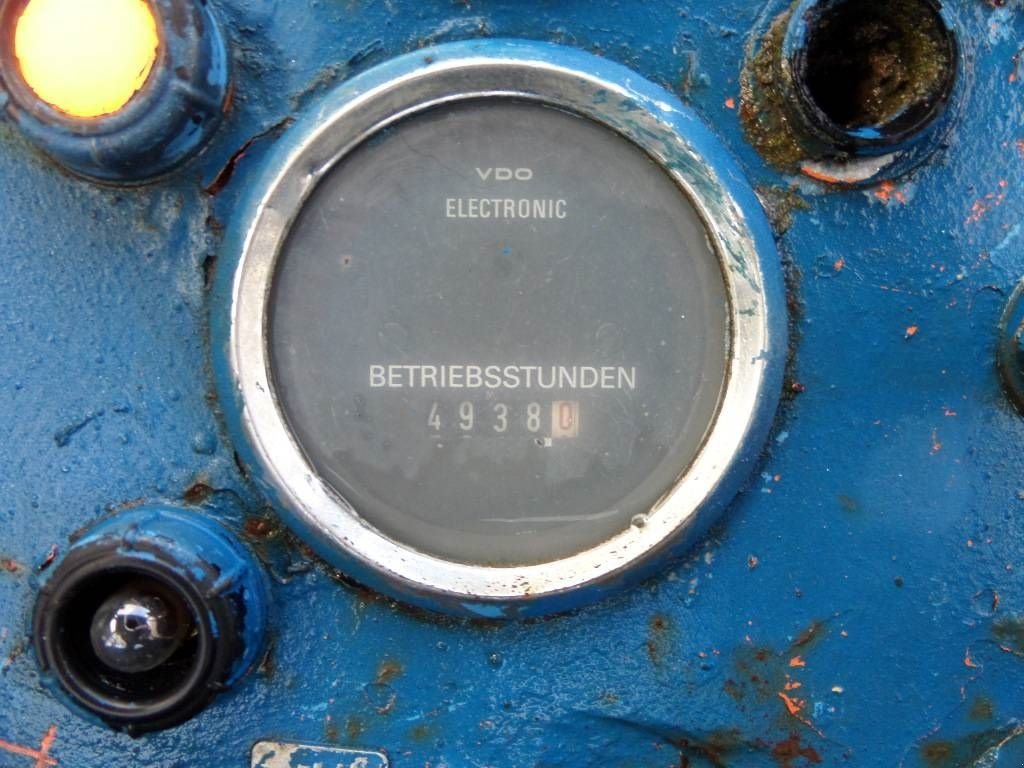 VDO
ELECTRONIC
BETRIEBSSTUNDEN
49380